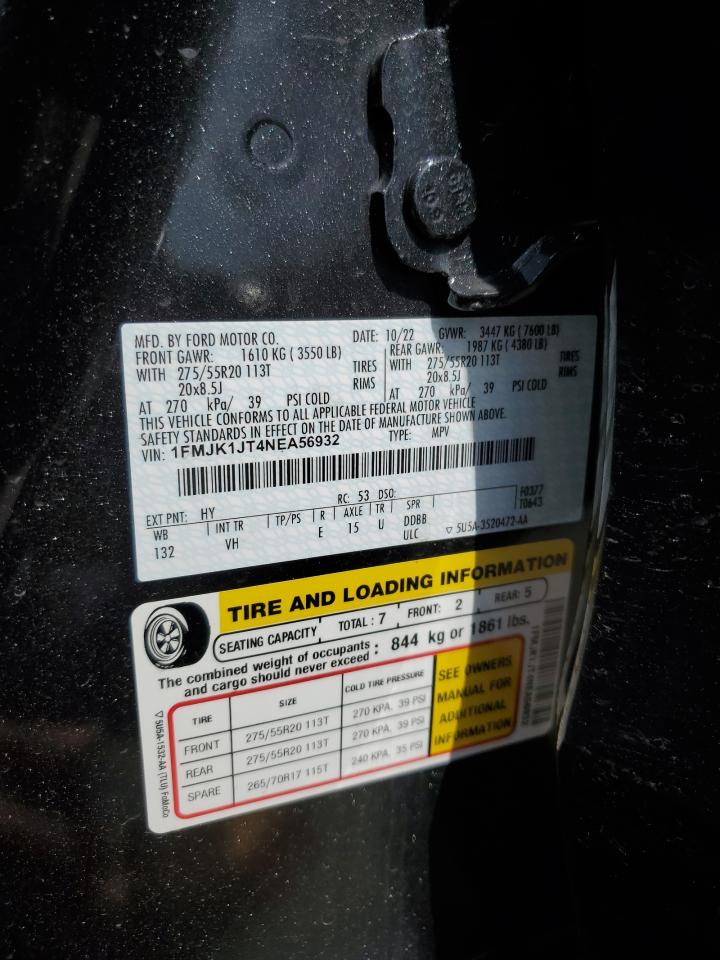 MFD. BY FORD MOTOR CO. DATE: 10/22 GVWR: 3447 KG ( 7600 LB)
FRONT GAWR: 1610 KG ( 3550 LB) REAR GAWR: 1987 KG ( 4380 LB)
WITH 275/55R20 113T TIRES WITH 275/55R20 113T TIRES
20x8.5J RIMS 20x8.5J RIMS
AT 270 kPa/ 39 PSI COLD AT 270 kPa/ 39 PSI COLD
THIS VEHICLE CONFORMS TO ALL APPLICABLE FEDERAL MOTOR VEHICLE
SAFETY STANDARDS IN EFFECT ON THE DATE OF MANUFACTURE SHOWN ABOVE.
VIN: 1FMJK1JT4NEA56932 TYPE: MPV
EXT PNT: HY RC: 53 DSO: F0377
WB INT TR TP/PS R AXLE TR SPR T0643
132 VH E 15 U DDBB
ULC ▽ 5U5A-3520472-AA
TIRE AND LOADING INFORMATION
SEATING CAPACITY TOTAL : 7 FRONT: 2 REAR: 5
The combined weight of occupants and cargo should never exceed : 844 kg or 1861 lbs.
TIRE SIZE COLD TIRE PRESSURE
FRONT 275/55R20 113T 270 KPA, 39 PSI
REAR 275/55R20 113T 270 KPA, 39 PSI
SPARE 265/70R17 115T 240 KPA, 35 PSI
SEE OWNERS
MANUAL FOR
ADDITIONAL
INFORMATION
▽ 5U5A-1532-AA (TLU) FoMoCo